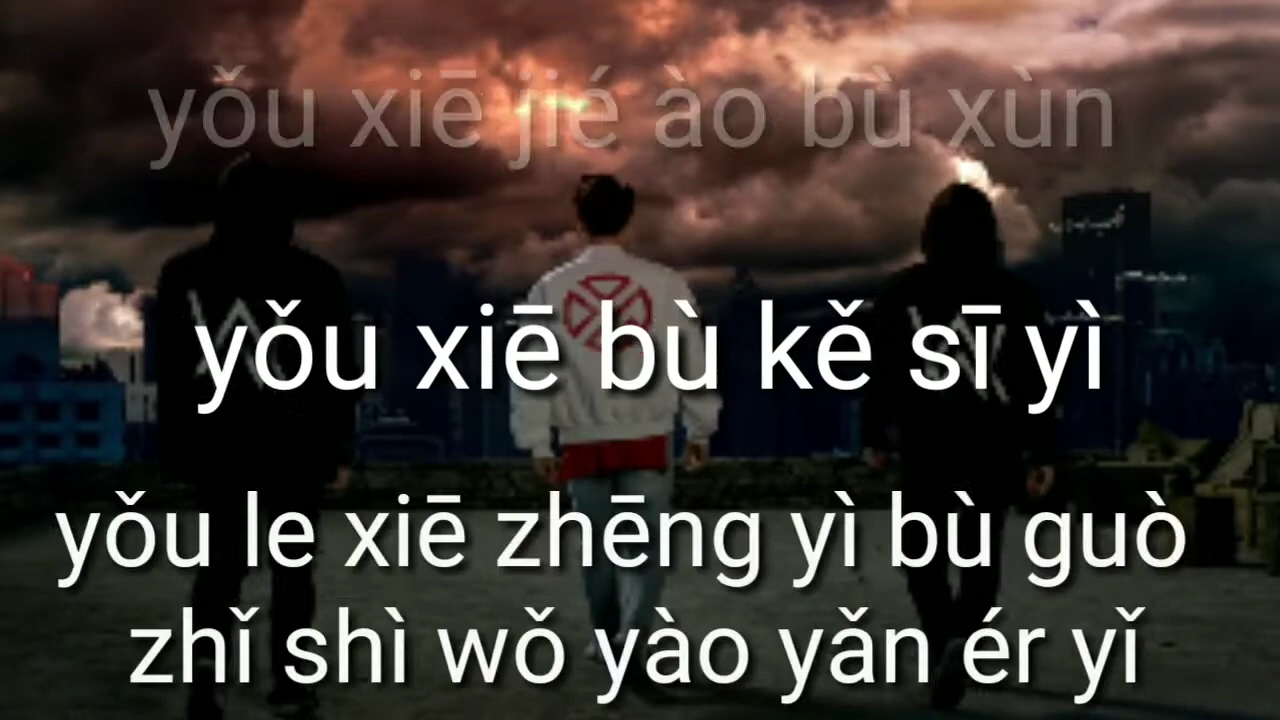 yǒu xiē jié ào bù xùn
yǒu xiē bù kě sī yì
yǒu le xiē zhēng yì bù guò
zhǐ shì wǒ yào yǎn ér yǐ